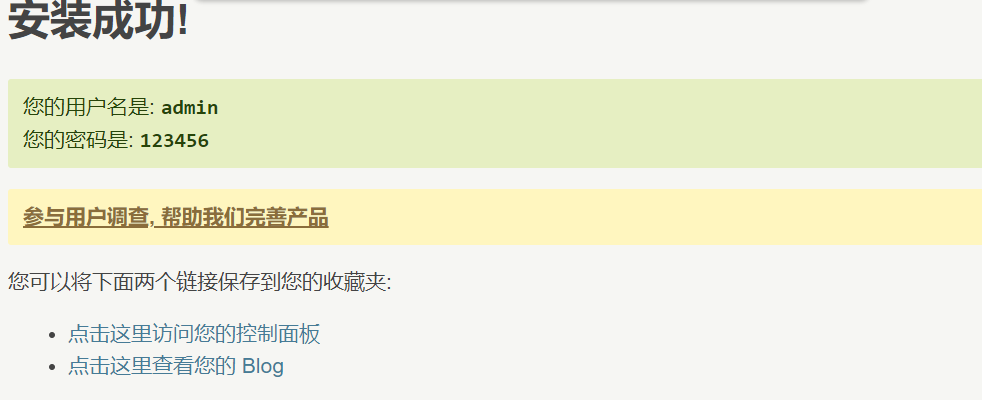 安装成功!
您的用户名是: admin
您的密码是: 123456
参与用户调查, 帮助我们完善产品
您可以将下面两个链接保存到您的收藏夹:
点击这里访问您的控制面板
点击这里查看您的 Blog